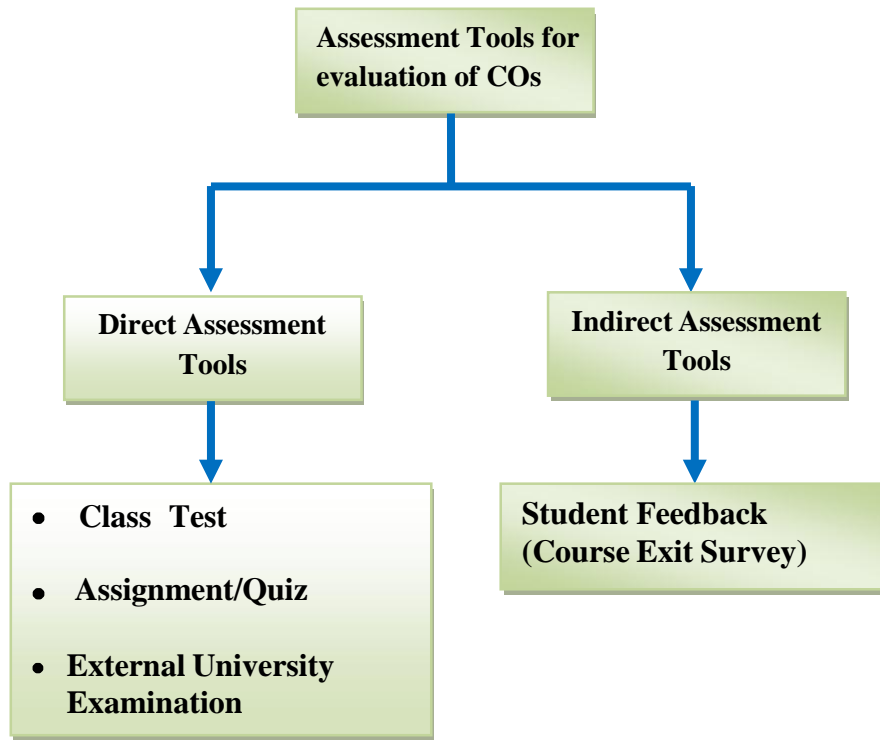 Assessment Tools for
evaluation of COs
Direct Assessment
Tools
Indirect Assessment
Tools
• Class Test
• Assignment/Quiz
• External University
Examination
Student Feedback
(Course Exit Survey)